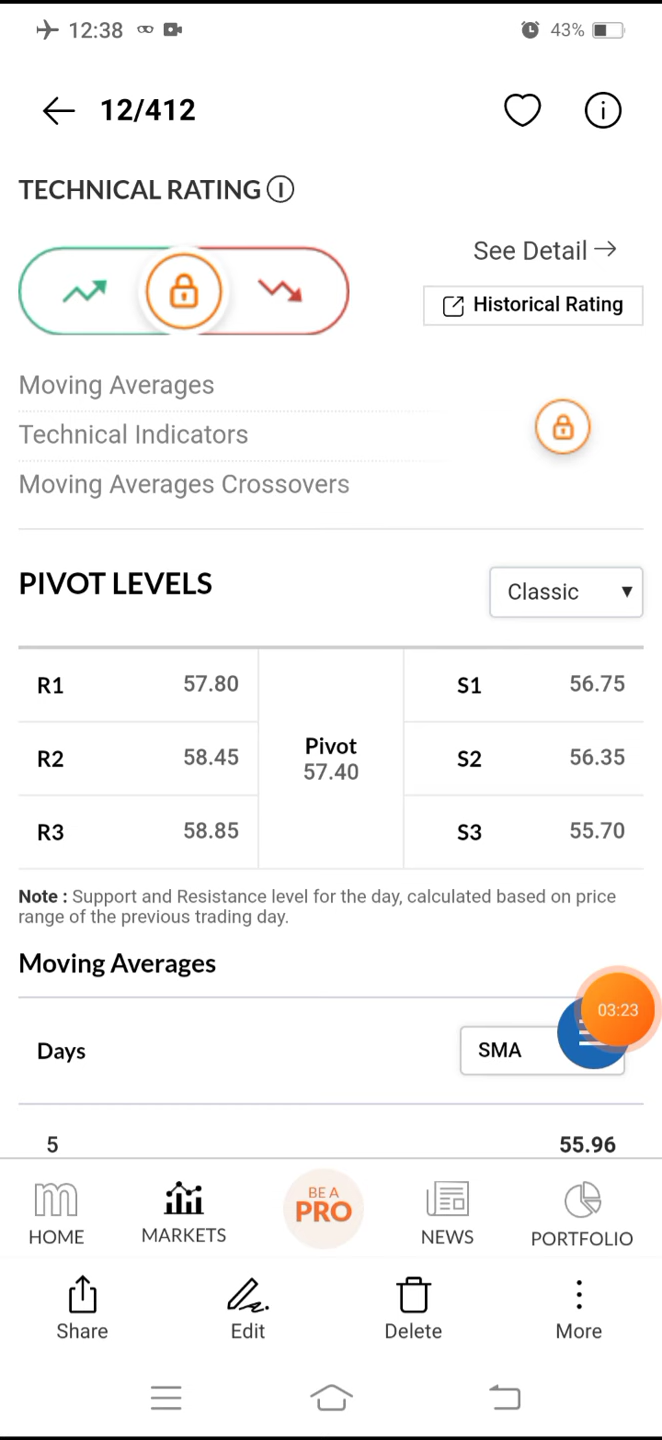 12:38
43%
12/412
TECHNICAL RATING
See Detail →
Historical Rating
Moving Averages
Technical Indicators
Moving Averages Crossovers
PIVOT LEVELS
Classic
R1 57.80
S1 56.75
R2 58.45
Pivot
57.40
S2 56.35
R3 58.85
S3 55.70
Note : Support and Resistance level for the day, calculated based on price
range of the previous trading day.
Moving Averages
03:23
Days
SMA
5 55.96
BE A
PRO
HOME
MARKETS
NEWS
PORTFOLIO
Share
Edit
Delete
More